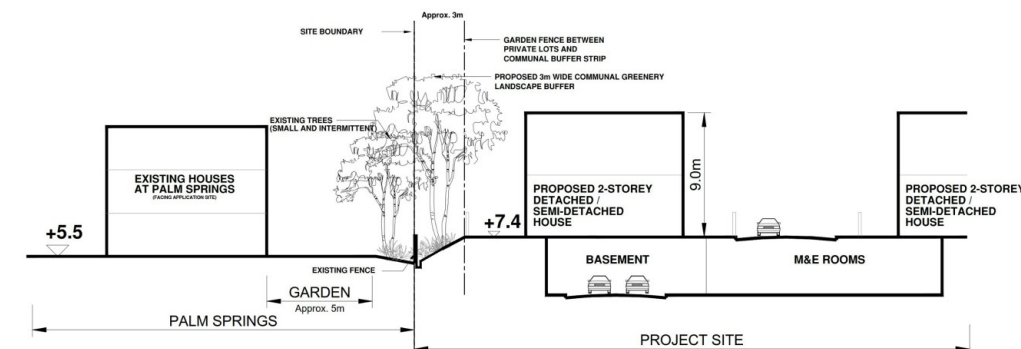 Approx. 3m
SITE BOUNDARY
GARDEN FENCE BETWEEN
PRIVATE LOTS AND
COMMUNAL BUFFER STRIP
PROPOSED 3m WIDE COMMUNAL GREENERY
LANDSCAPE BUFFER
EXISTING TREES
(SMALL AND INTERMITTENT)
EXISTING HOUSES
AT PALM SPRINGS
(FACING APPLICATION SITE)
9.0m
PROPOSED 2-STOREY
DETACHED /
SEMI-DETACHED
HOUSE
PROPOSED 2-STOREY
DETACHED /
SEMI-DETACHED
HOUSE
+5.5
+7.4
BASEMENT
M&E ROOMS
EXISTING FENCE
GARDEN
Approx. 5m
PALM SPRINGS
PROJECT SITE